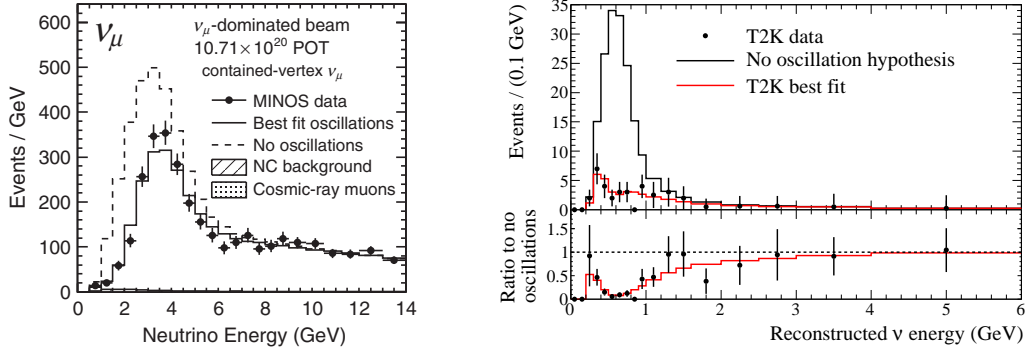 ν_μ
ν_μ-dominated beam
10.71×10^20 POT
contained-vertex ν_μ
MINOS data
Best fit oscillations
No oscillations
NC background
Cosmic-ray muons
Events / GeV
600
500
400
300
200
100
0
0 2 4 6 8 10 12 14
Neutrino Energy (GeV)
T2K data
No oscillation hypothesis
T2K best fit
Events / (0.1 GeV)
35
30
25
20
15
10
5
0
Ratio to no
oscillations
1.5
1
0.5
0
0 1 2 3 4 5 6
Reconstructed ν energy (GeV)